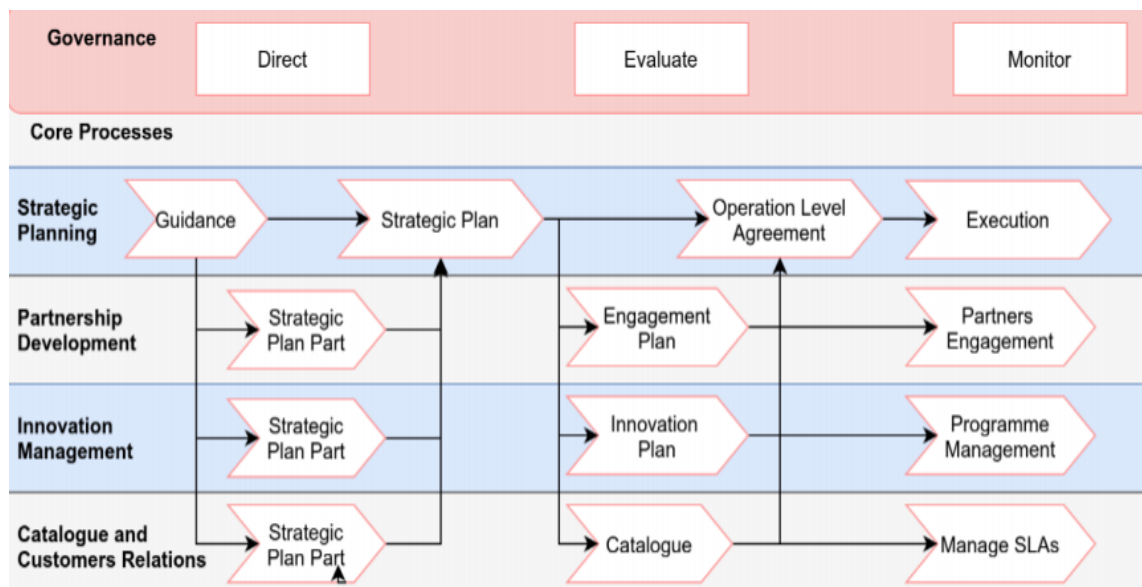 Governance
Direct
Evaluate
Monitor
Core Processes
Strategic
Planning
Guidance
Strategic Plan
Operation Level
Agreement
Execution
Partnership
Development
Strategic
Plan Part
Engagement
Plan
Partners
Engagement
Innovation
Management
Strategic
Plan Part
Innovation
Plan
Programme
Management
Catalogue and
Customers Relations
Strategic
Plan Part
Catalogue
Manage SLAs